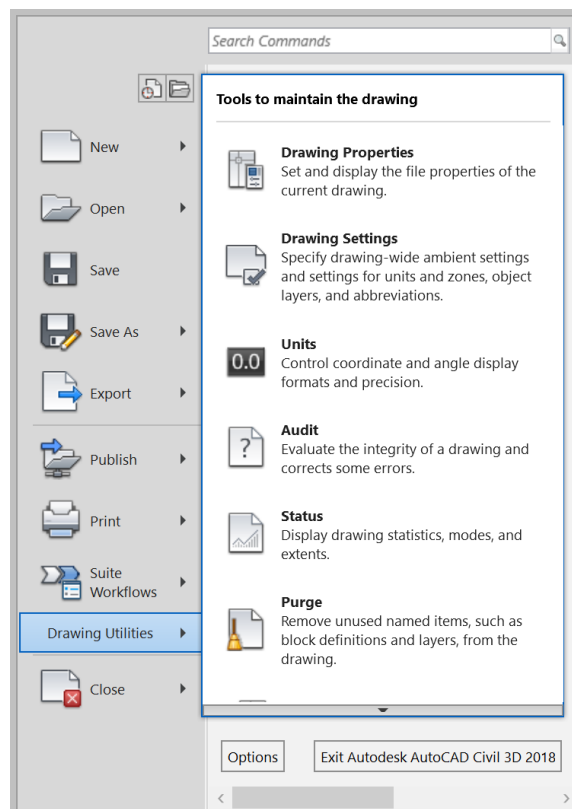 Search Commands
Tools to maintain the drawing
New
Open
Save
Save As
Export
Publish
Print
Suite
Workflows
Drawing Utilities
Close
Drawing Properties
Set and display the file properties of the
current drawing.
Drawing Settings
Specify drawing-wide ambient settings
and settings for units and zones, object
layers, and abbreviations.
0.0
Units
Control coordinate and angle display
formats and precision.
?
Audit
Evaluate the integrity of a drawing and
corrects some errors.
Status
Display drawing statistics, modes, and
extents.
Purge
Remove unused named items, such as
block definitions and layers, from the
drawing.
Options
Exit Autodesk AutoCAD Civil 3D 2018